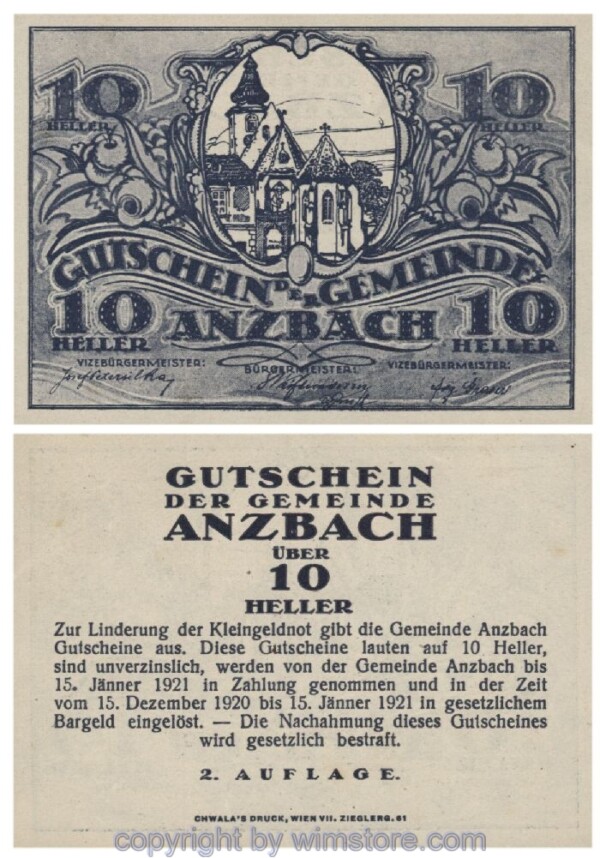 10 10
HELLER HELLER
GUTSCHEIN DER GEMEINDE
10 ANZBACH 10
HELLER HELLER
VIZEBÜRGERMEISTER: BÜRGERMEISTER: VIZEBÜRGERMEISTER:
GUTSCHEIN
DER GEMEINDE
ANZBACH
ÜBER
10
HELLER
Zur Linderung der Kleingeldnot gibt die Gemeinde Anzbach
Gutscheine aus. Diese Gutscheine lauten auf 10 Heller,
sind unverzinslich, werden von der Gemeinde Anzbach bis
15. Jänner 1921 in Zahlung genommen und in der Zeit
vom 15. Dezember 1920 bis 15. Jänner 1921 in gesetzlichem
Bargeld eingelöst. — Die Nachahmung dieses Gutscheines
wird gesetzlich bestraft.
2. AUFLAGE.
CHWALA'S DRUCK, WIEN VII. ZIEGLERG. 61
copyright by wimstore.com